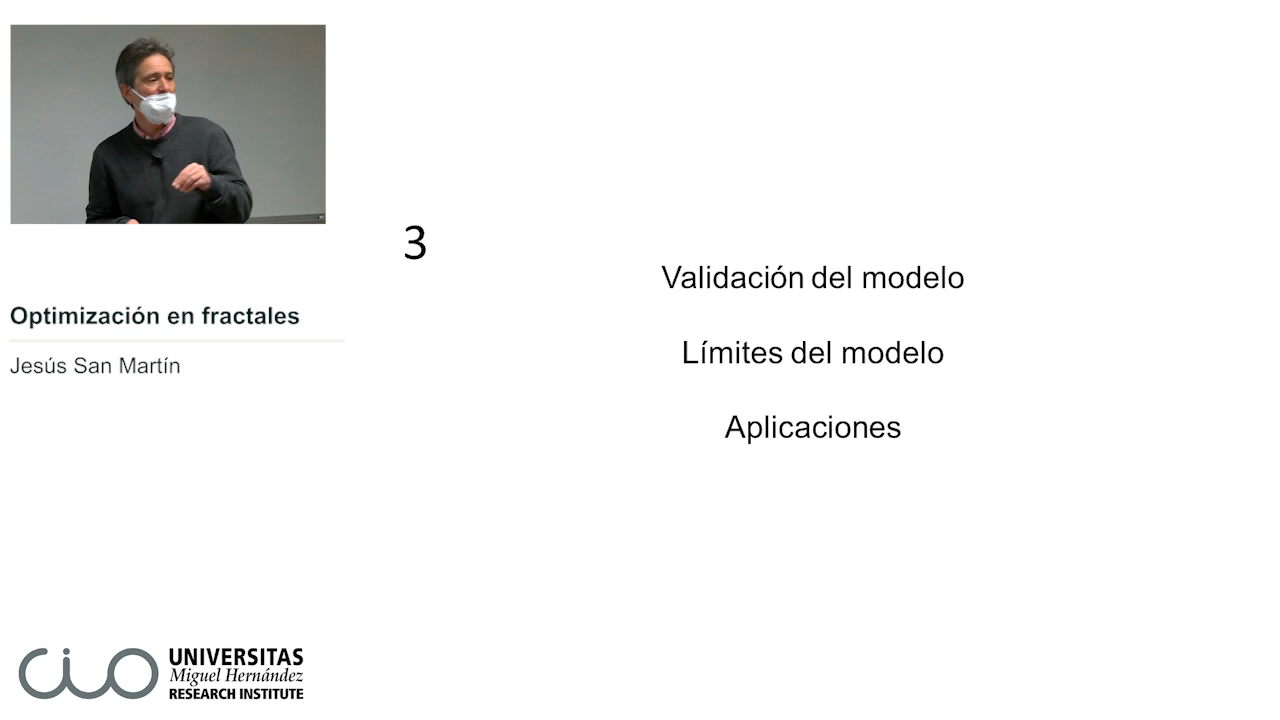 Optimización en fractales
Jesús San Martín
3
Validación del modelo
Límites del modelo
Aplicaciones
cio
UNIVERSITAS
Miguel Hernández
RESEARCH INSTITUTE